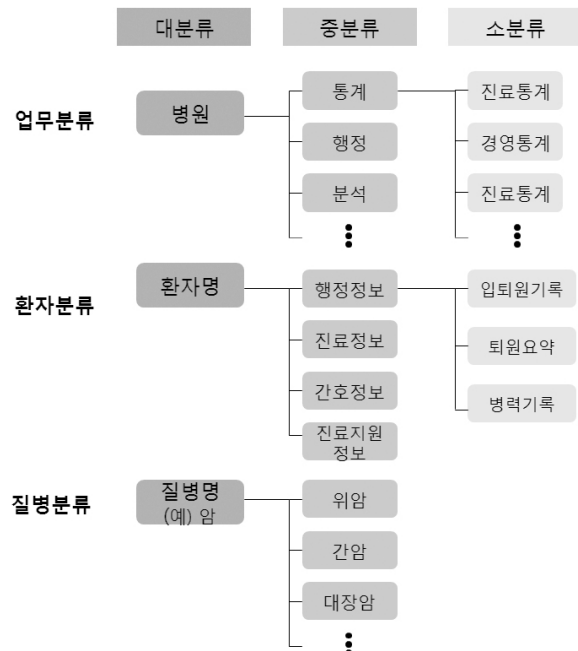 대분류
중분류
소분류
업무분류
병원
통계
행정
분석
진료통계
경영통계
진료통계
환자분류
환자명
행정정보
진료정보
간호정보
진료지원
정보
입퇴원기록
퇴원요약
병력기록
질병분류
질병명
(예) 암
위암
간암
대장암